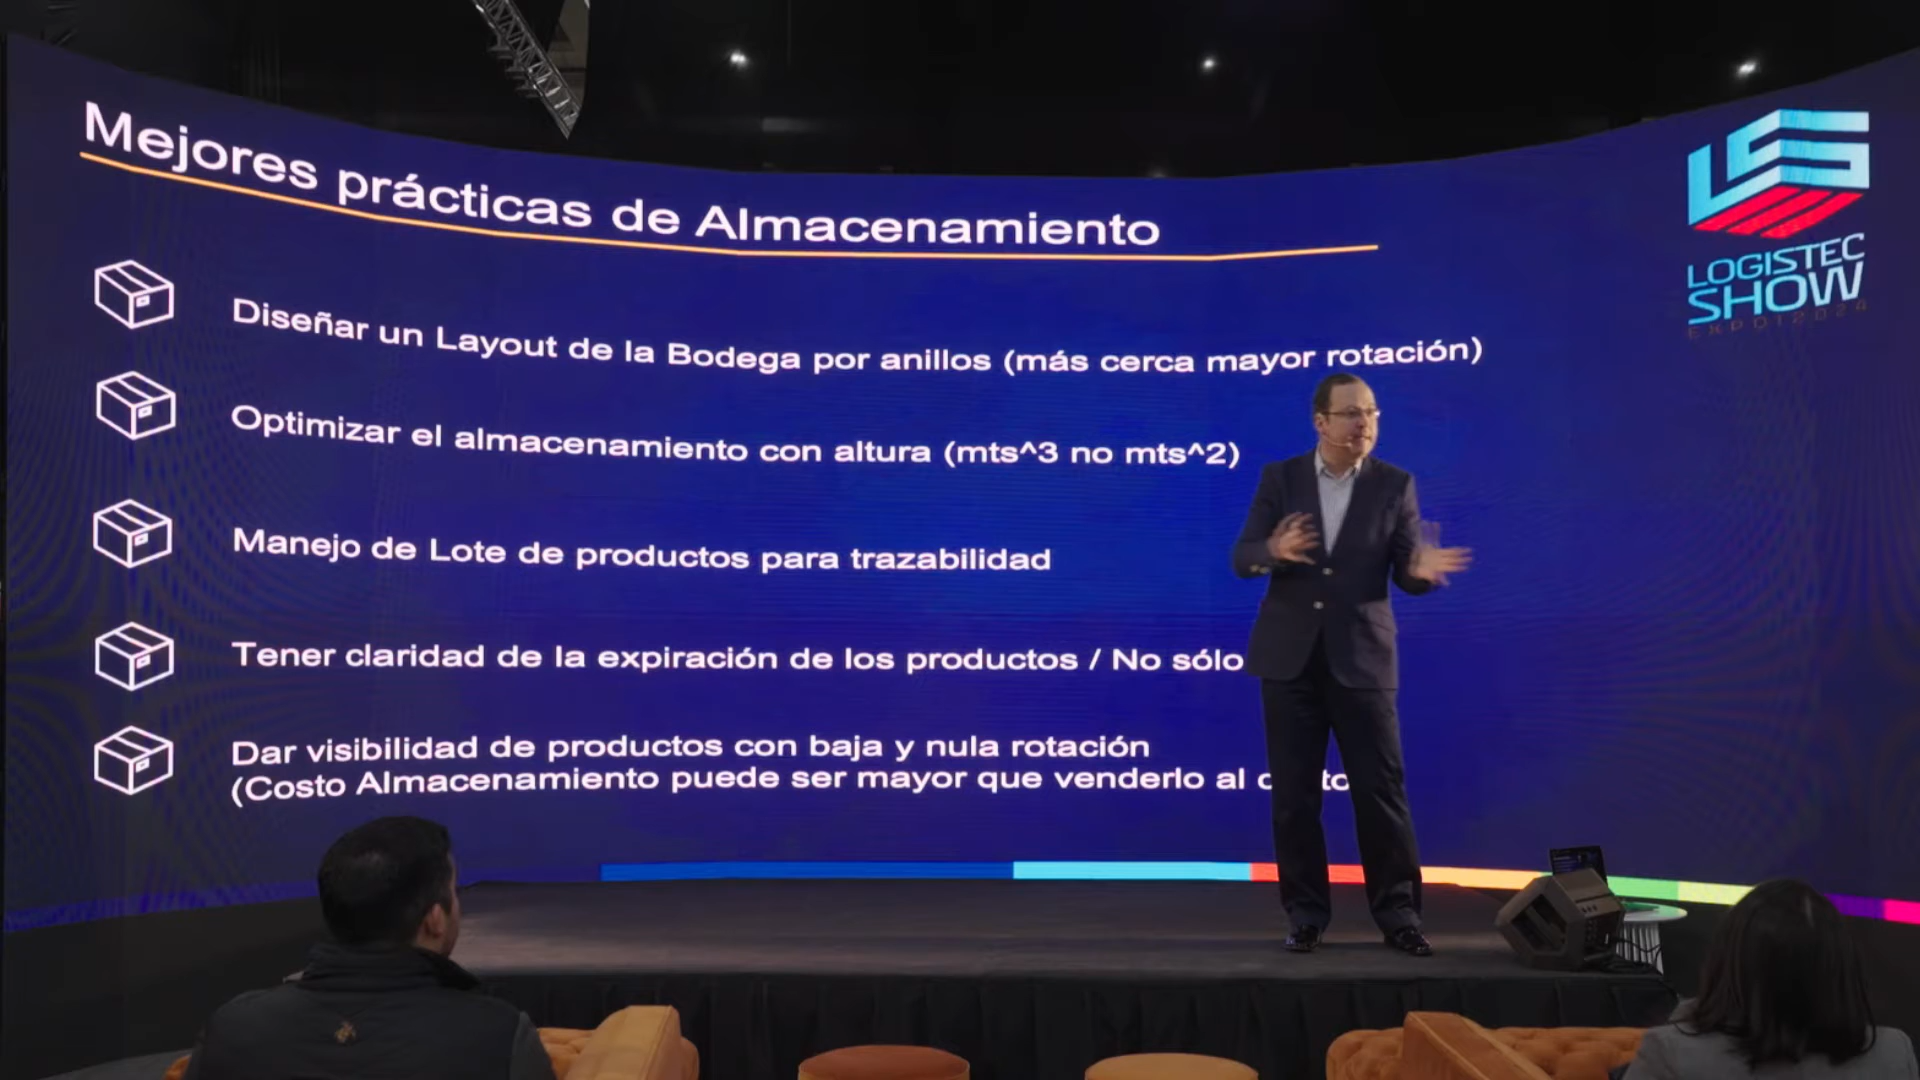 Mejores prácticas de Almacenamiento
Diseñar un Layout de la Bodega por anillos (más cerca mayor rotación)
Optimizar el almacenamiento con altura (mts^3 no mts^2)
Manejo de Lote de productos para trazabilidad
Tener claridad de la expiración de los productos / No sólo
Dar visibilidad de productos con baja y nula rotación
(Costo Almacenamiento puede ser mayor que venderlo al
LOGISTEC
SHOW
EXPO 2024